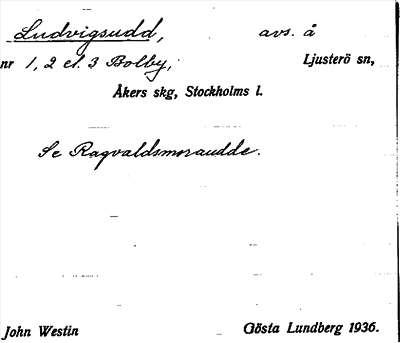 Ludvigsudd, avs. å
nr 1, 2 el. 3 Bolby, Ljusterö sn,
Åkers skg, Stockholms l.
Se Ragvaldsmoraudde.
John Westin Gösta Lundberg 1936.